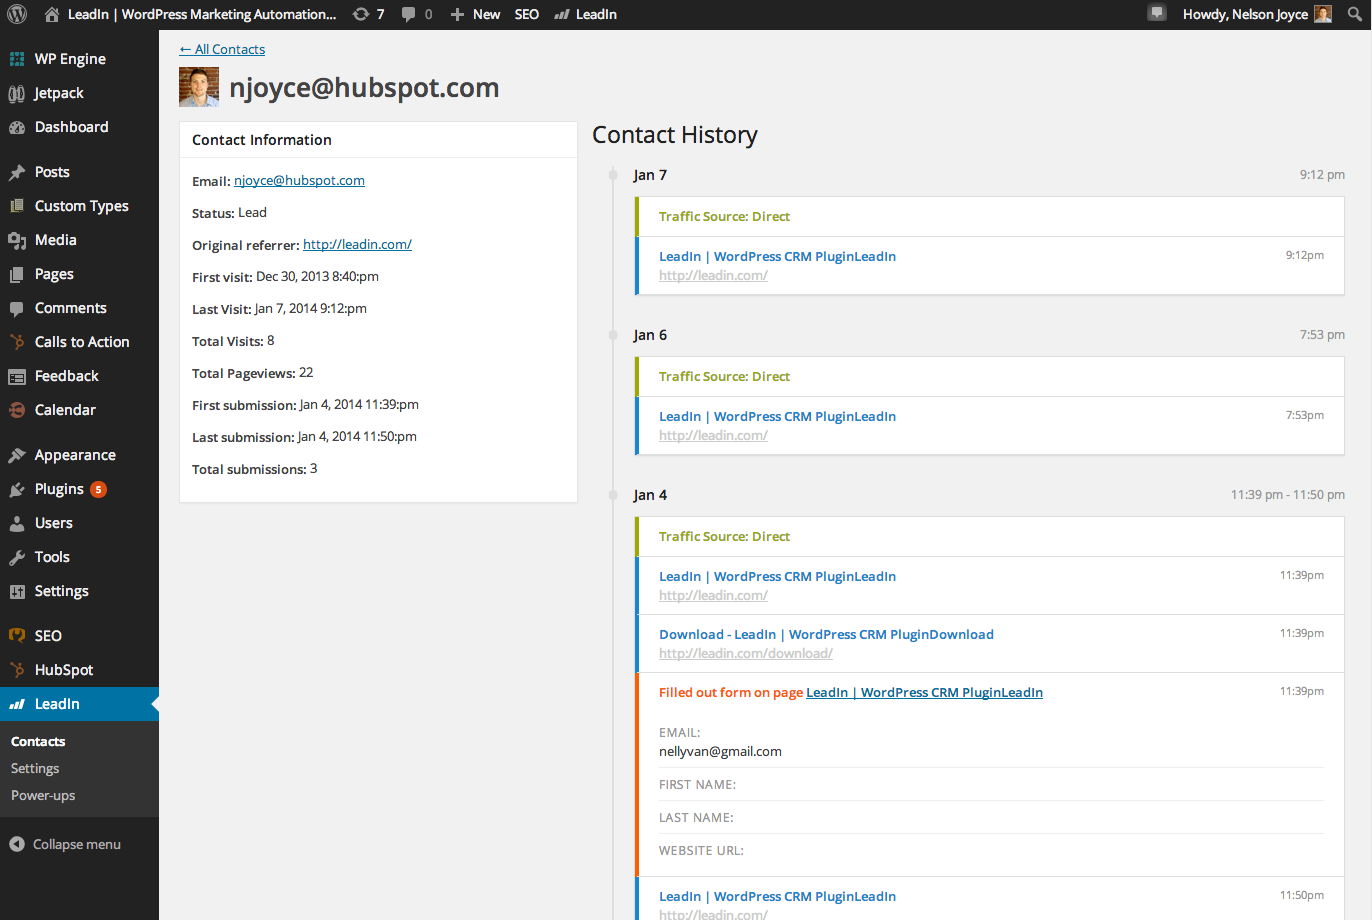 LeadIn | WordPress Marketing Automation... 7 0 New SEO LeadIn Howdy, Nelson Joyce
WP Engine
Jetpack
Dashboard
Posts
Custom Types
Media
Pages
Comments
Calls to Action
Feedback
Calendar
Appearance
Plugins 5
Users
Tools
Settings
SEO
HubSpot
LeadIn
Contacts
Settings
Power-ups
Collapse menu
← All Contacts
njoyce@hubspot.com
Contact Information
Email: njoyce@hubspot.com
Status: Lead
Original referrer: http://leadin.com/
First visit: Dec 30, 2013 8:40:pm
Last Visit: Jan 7, 2014 9:12:pm
Total Visits: 8
Total Pageviews: 22
First submission: Jan 4, 2014 11:39:pm
Last submission: Jan 4, 2014 11:50:pm
Total submissions: 3
Contact History
Jan 7 9:12 pm
Traffic Source: Direct
LeadIn | WordPress CRM PluginLeadIn 9:12pm
http://leadin.com/
Jan 6 7:53 pm
Traffic Source: Direct
LeadIn | WordPress CRM PluginLeadIn 7:53pm
http://leadin.com/
Jan 4 11:39 pm - 11:50 pm
Traffic Source: Direct
LeadIn | WordPress CRM PluginLeadIn 11:39pm
http://leadin.com/
Download - LeadIn | WordPress CRM PluginDownload 11:39pm
http://leadin.com/download/
Filled out form on page LeadIn | WordPress CRM PluginLeadIn 11:39pm
EMAIL:
nellyvan@gmail.com
FIRST NAME:
LAST NAME:
WEBSITE URL:
LeadIn | WordPress CRM PluginLeadIn 11:50pm
http://leadin.com/